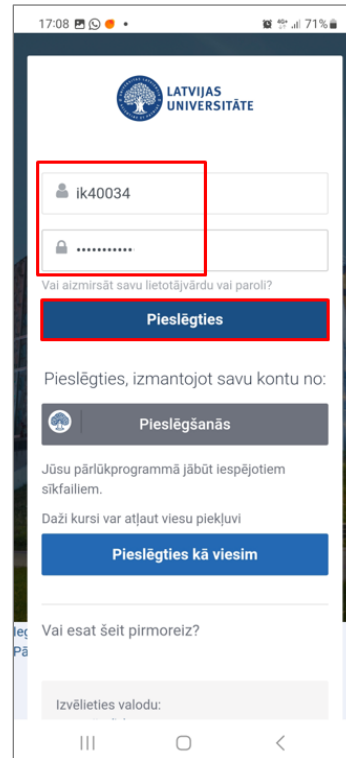 17:08
71%
LATVIJAS
UNIVERSITĀTE
ik40034
Vai aizmirsāt savu lietotājvārdu vai paroli?
Pieslēgties
Pieslēgties, izmantojot savu kontu no:
Pieslēgšanās
Jūsu pārlūkprogrammā jābūt iespējotiem
sīkfailiem.
Daži kursi var atļaut viesu piekļuvi
Pieslēgties kā viesim
Vai esat šeit pirmoreiz?
Izvēlieties valodu: